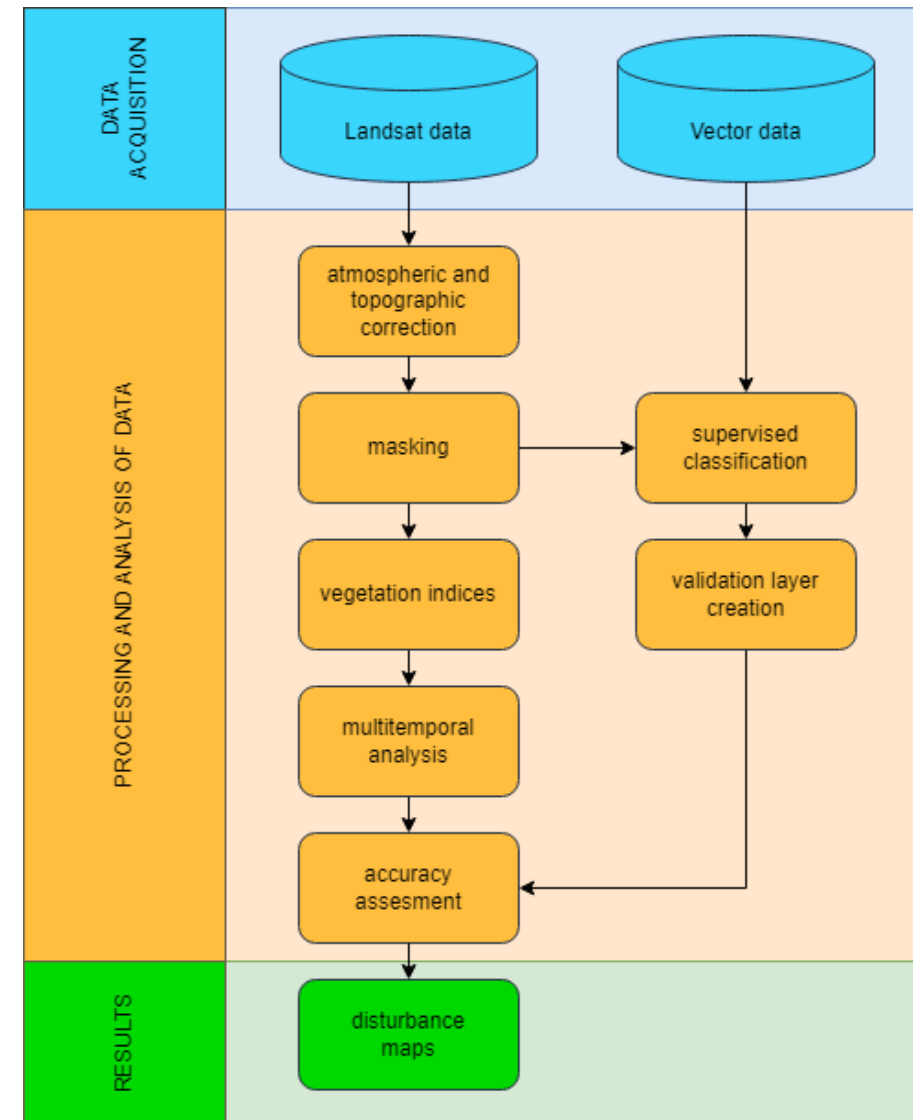 DATA
ACQUISITION
Landsat data
Vector data
PROCESSING AND ANALYSIS OF DATA
atmospheric and
topographic
correction
masking
supervised
classification
vegetation indices
validation layer
creation
multitemporal
analysis
accuracy
assesment
RESULTS
disturbance
maps